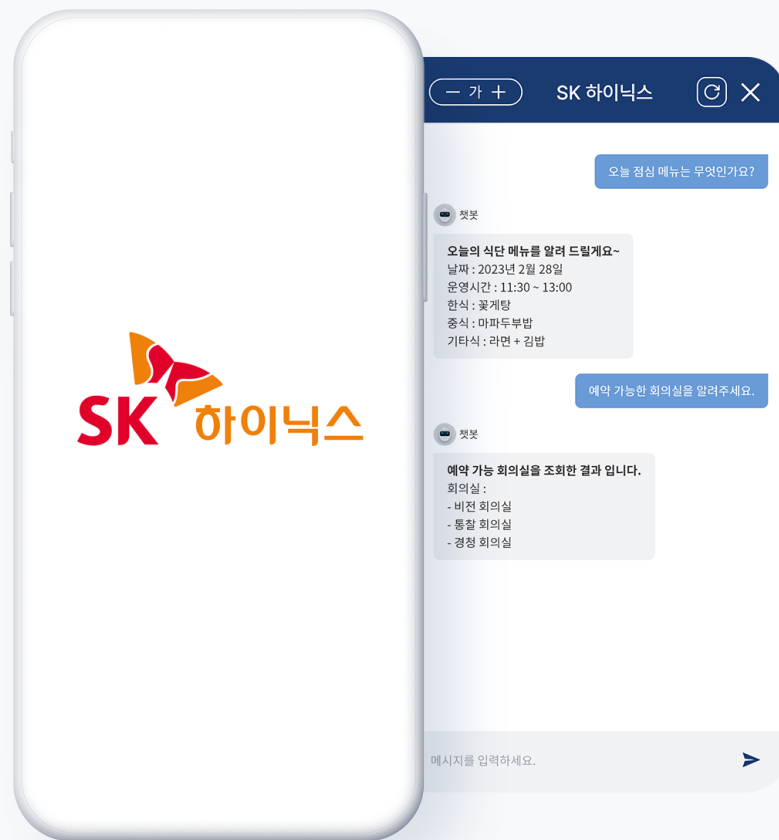 SK 하이닉스
- 가 +
SK 하이닉스
오늘 점심 메뉴는 무엇인가요?
챗봇
오늘의 식단 메뉴를 알려 드릴게요~
날짜 : 2023년 2월 28일
운영시간 : 11:30 ~ 13:00
한식 : 꽃게탕
중식 : 마파두부밥
기타식 : 라면 + 김밥
예약 가능한 회의실을 알려주세요.
챗봇
예약 가능 회의실을 조회한 결과 입니다.
회의실 :
- 비전 회의실
- 통찰 회의실
- 경청 회의실
메시지를 입력하세요.